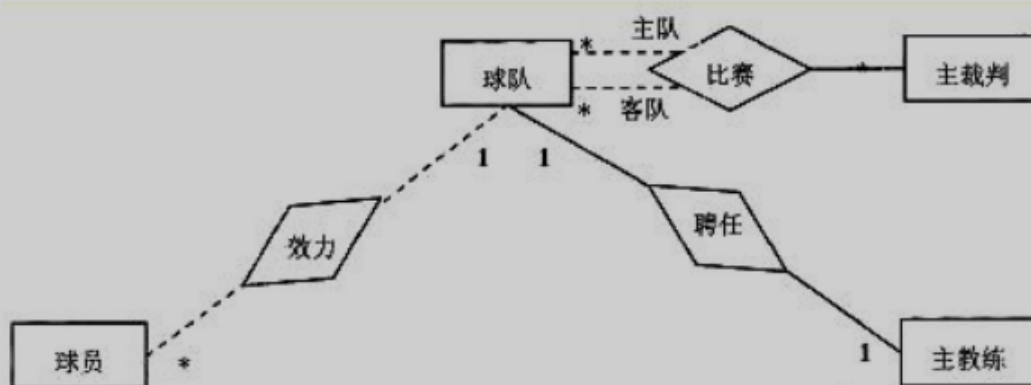 主队
* 
球队 比赛 * 主裁判
* 客队
1 1
效力 聘任
球员 * 1 主教练